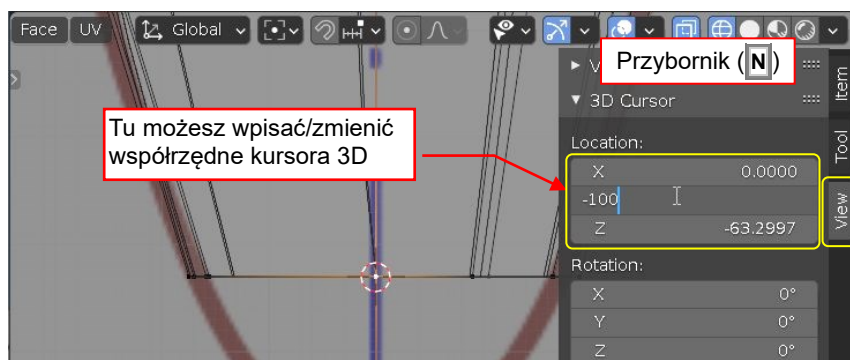 Face UV Global
Przybornik (N)
V
3D Cursor
Tu możesz wpisać/zmienić
współrzędne kursora 3D
Location:
X 0.0000
-100
Z -63.2997
Rotation:
X 0°
Y 0°
Z 0°
Item
Tool
View